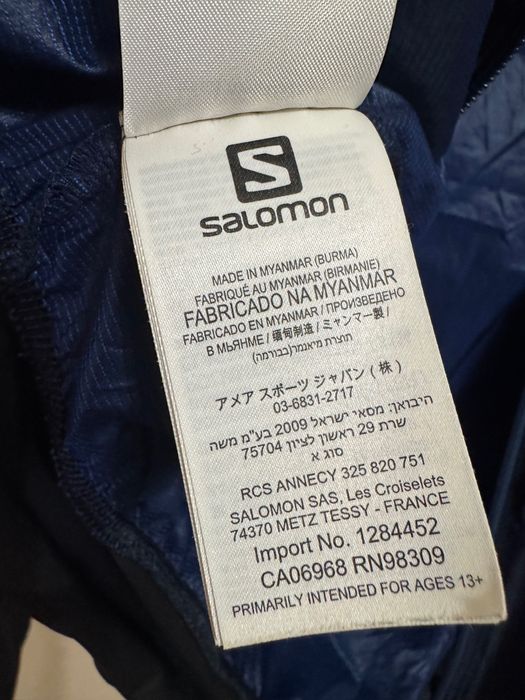 S
salomon
MADE IN MYANMAR (BURMA)
FABRIQUÉ AU MYANMAR (BIRMANIE)
FABRICADO NA MYANMAR
FABRICADO EN MYANMAR / ПРОИЗВЕДЕНО
В МЬЯНМЕ / 缅甸制造 / ミャンマー製 /
תוצרת מיאנמר(בבורמה)
アメア スポーツ ジャパン (株)
03-6831-2717
היבואן: מסאי ישראל 2009 בע"מ משה
שרת 29 ראשון לציון 75704
סוג א
RCS ANNECY 325 820 751
SALOMON SAS, Les Croiselets
74370 METZ TESSY - FRANCE
Import No. 1284452
CA06968 RN98309
PRIMARILY INTENDED FOR AGES 13+